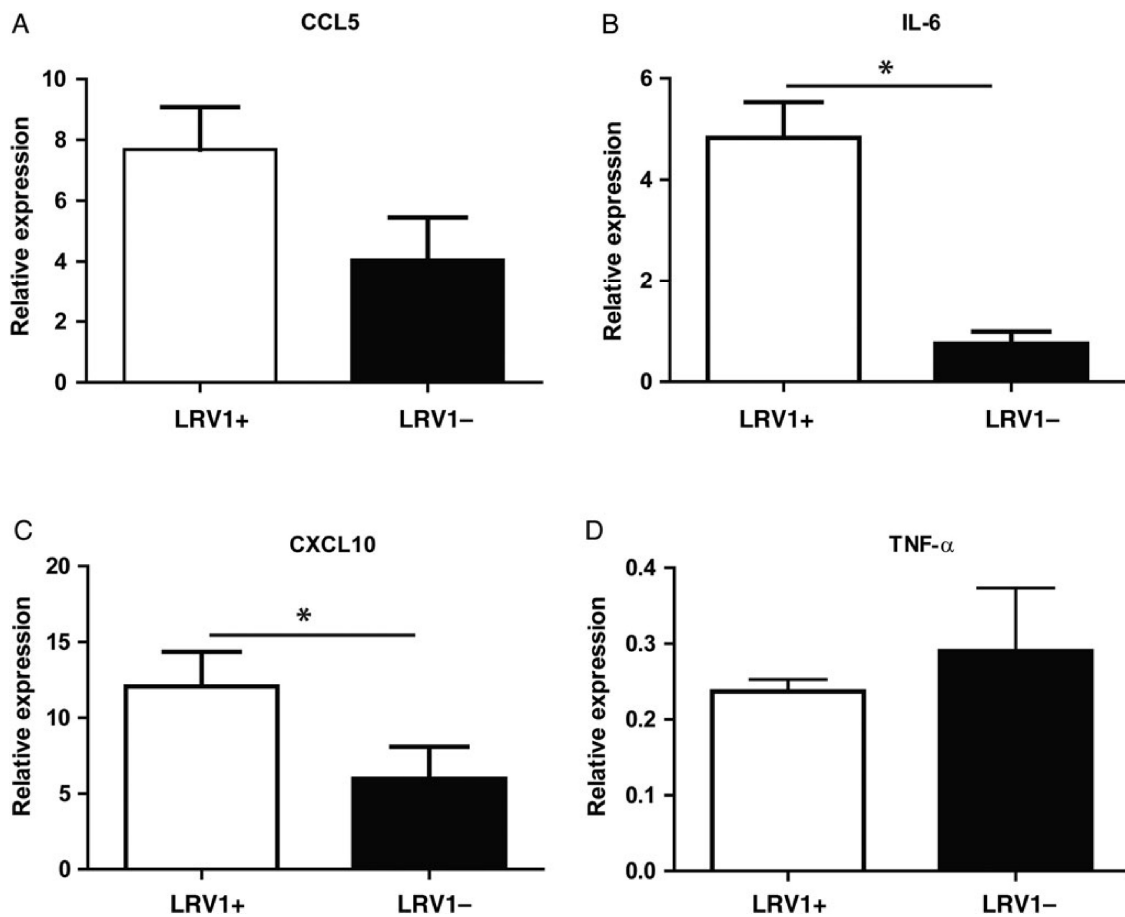 A
CCL5
Relative expression
10
8
6
4
2
0
LRV1+ LRV1–
B
IL-6
*
Relative expression
6
4
2
0
LRV1+ LRV1–
C
CXCL10
*
Relative expression
20
15
10
5
0
LRV1+ LRV1–
D
TNF-α
Relative expression
0.4
0.3
0.2
0.1
0.0
LRV1+ LRV1–